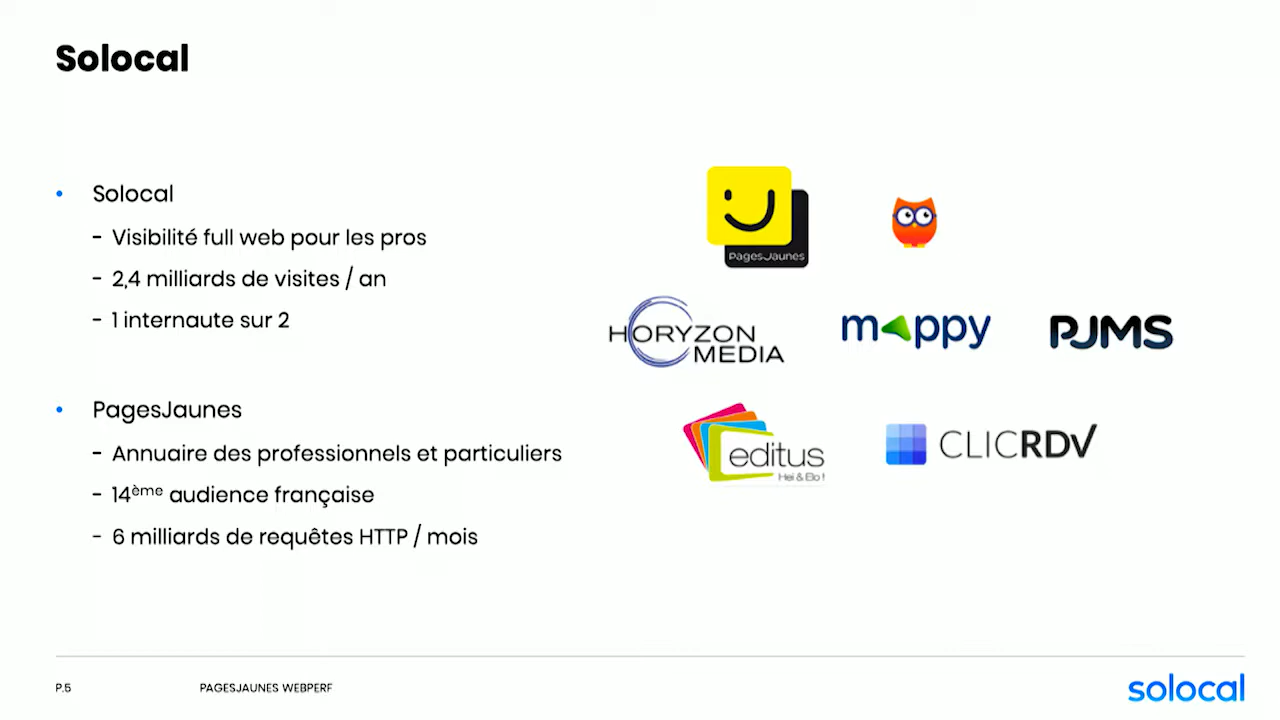 Solocal
• Solocal
- Visibilité full web pour les pros
- 2,4 milliards de visites / an
- 1 internaute sur 2
• PagesJaunes
- Annuaire des professionnels et particuliers
- 14ème audience française
- 6 milliards de requêtes HTTP / mois
PagesJaunes
HORYZON
MEDIA
mappy
PJMS
editus
Hei & Elo !
CLICRDV
P.5
PAGESJAUNES WEBPERF
solocal